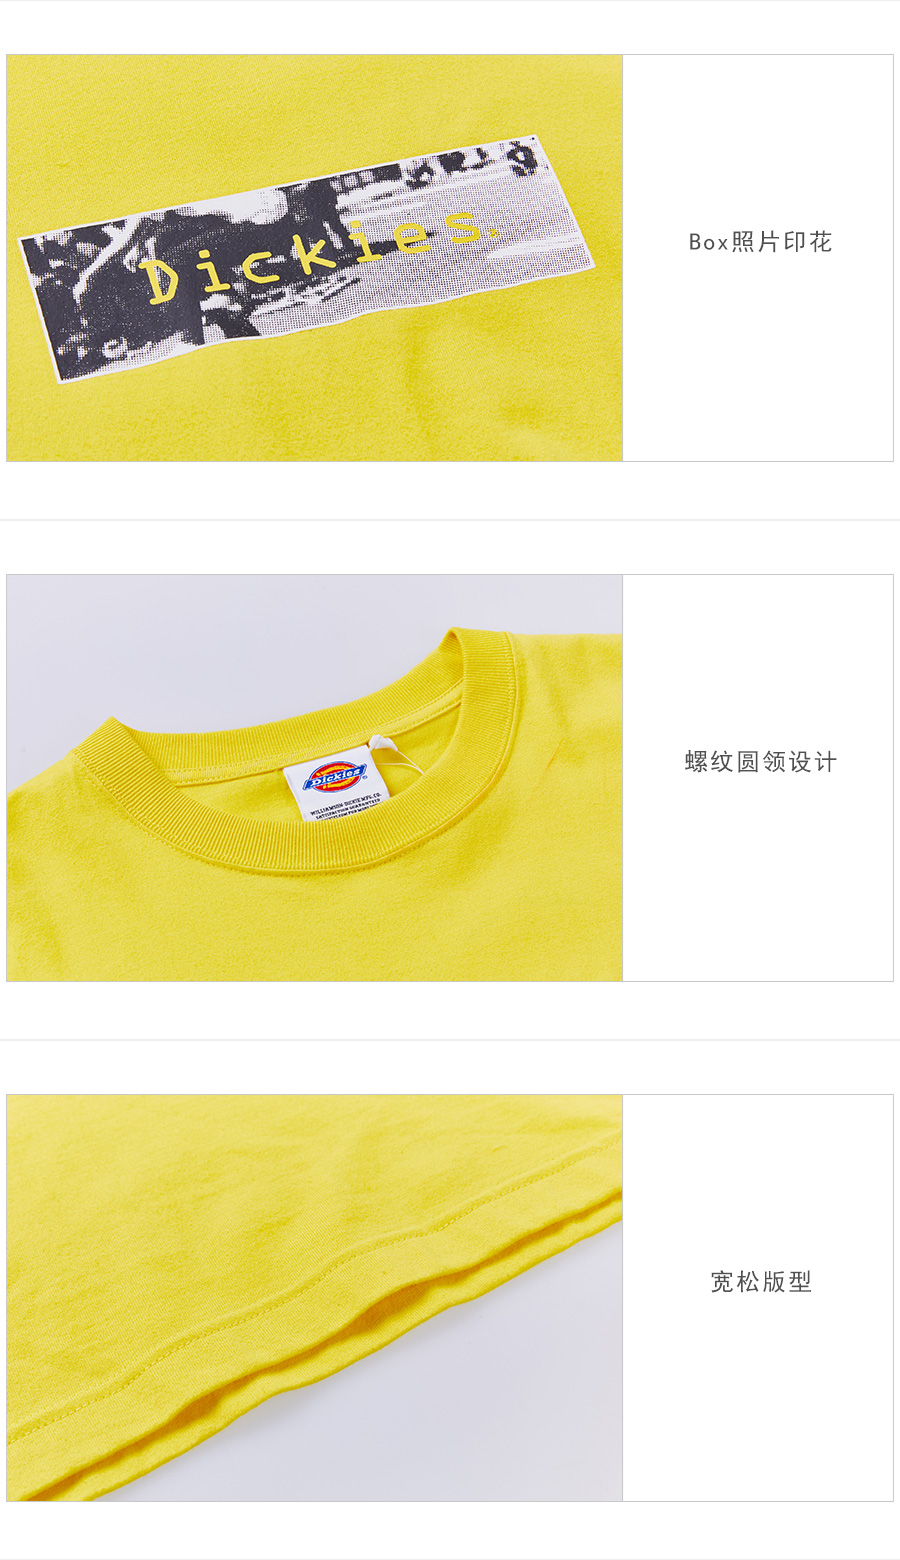 Dickies®
Box照片印花
Dickies
®
WILLIAMSON-DICKIE MFG. CO.
SATISFACTION GUARANTEED
螺纹圆领设计
宽松版型